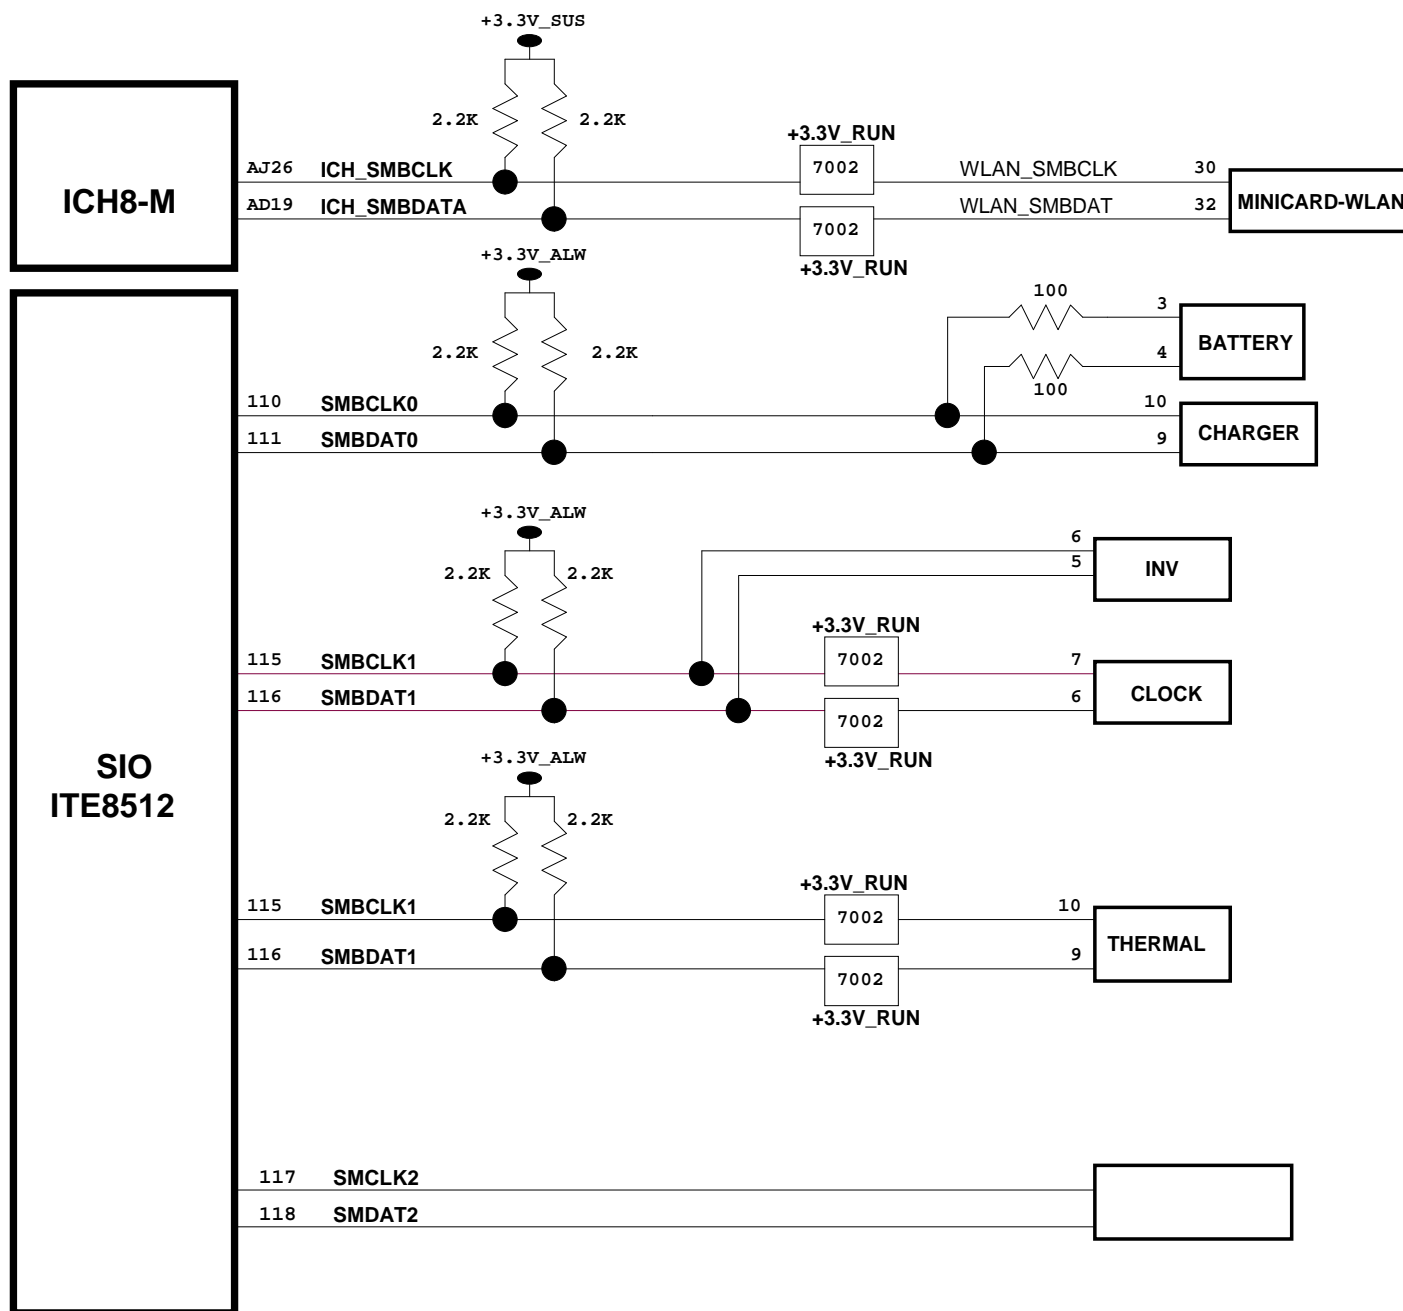 +3.3V_SUS
2.2K 2.2K
+3.3V_RUN
7002
AJ26 ICH_SMBCLK WLAN_SMBCLK 30
ICH8-M
AD19 ICH_SMBDATA WLAN_SMBDAT 32
MINICARD-WLAN
7002
+3.3V_RUN
+3.3V_ALW
100 3
2.2K 2.2K
BATTERY
4
100
110 SMBCLK0 10
111 SMBDAT0 9
CHARGER
+3.3V_ALW
6
5
INV
2.2K 2.2K
+3.3V_RUN
115 SMBCLK1 7002 7
116 SMBDAT1 6
CLOCK
7002
+3.3V_RUN
SIO
ITE8512
+3.3V_ALW
2.2K 2.2K
+3.3V_RUN
115 SMBCLK1 7002 10
THERMAL
116 SMBDAT1 9
7002
+3.3V_RUN
117 SMCLK2
118 SMDAT2